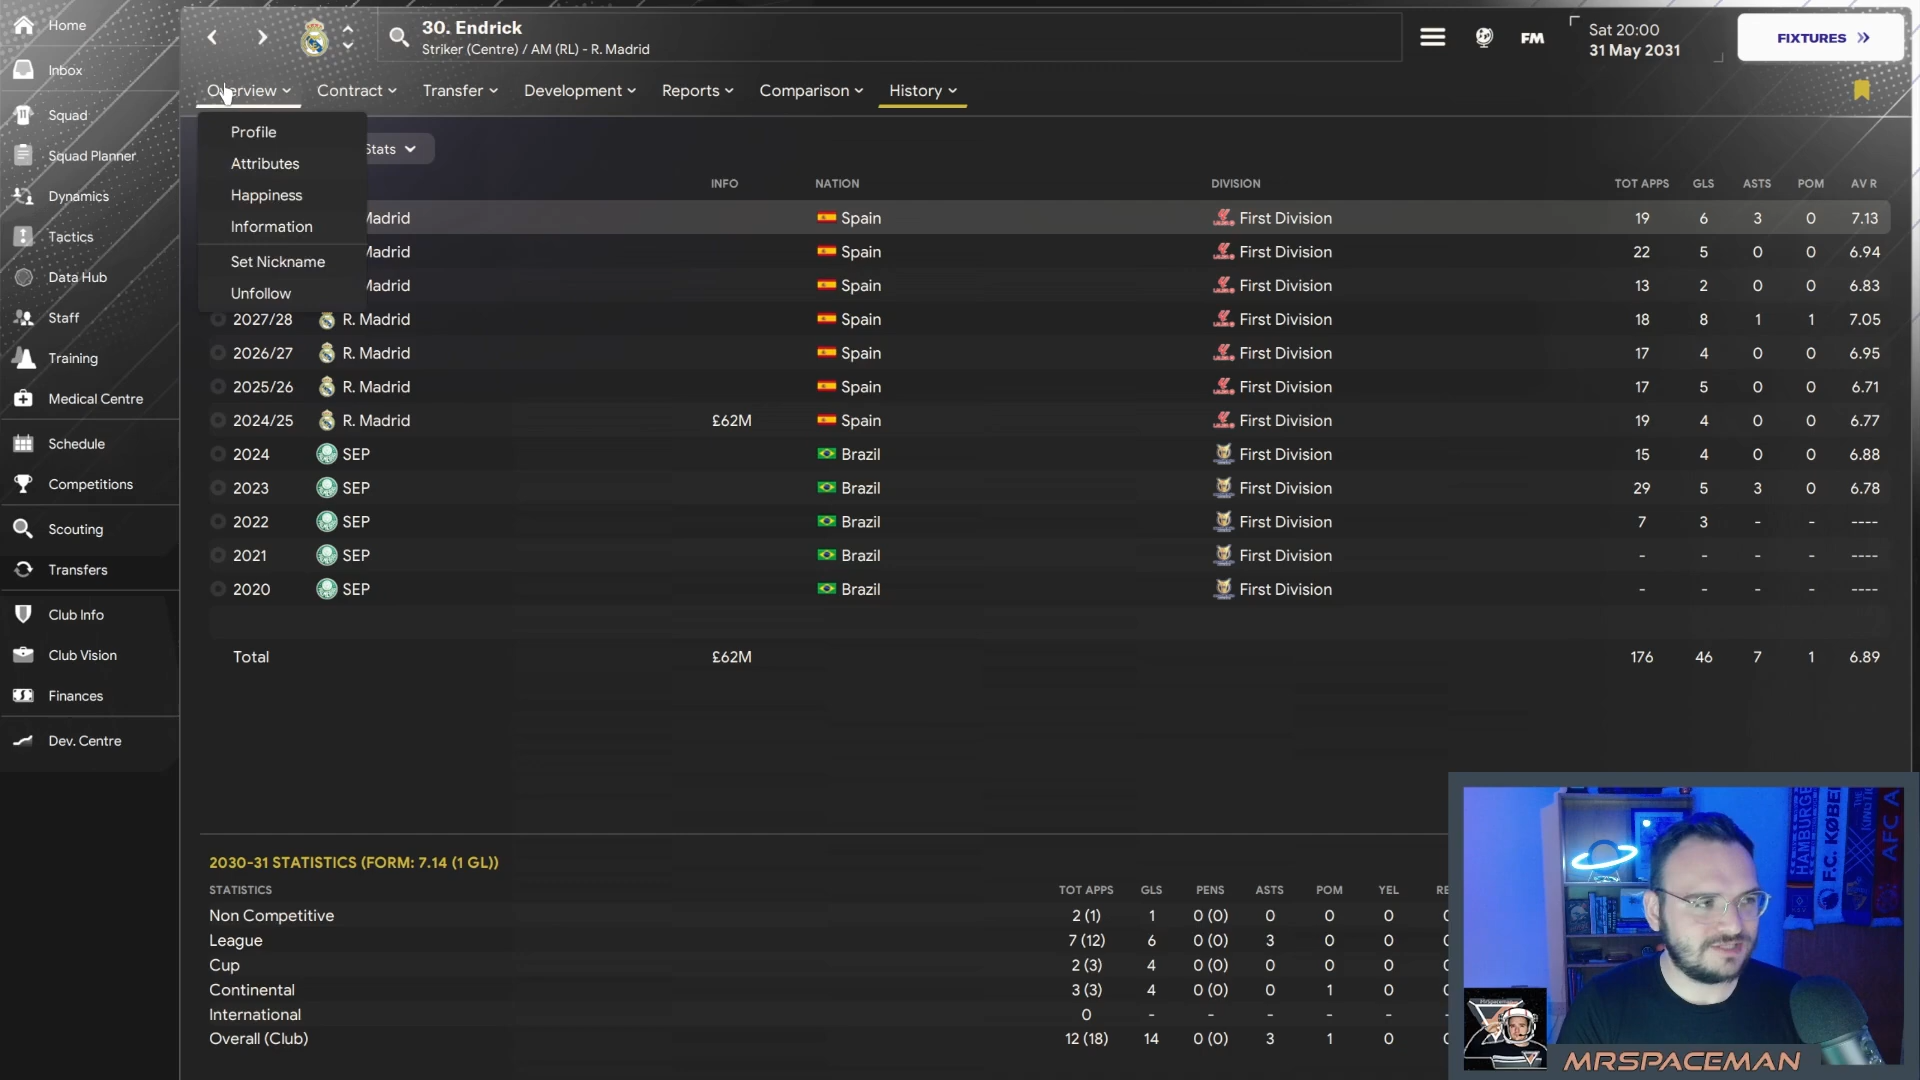 Home
Inbox
Squad
Squad Planner
Dynamics
Tactics
Data Hub
Staff
Training
Medical Centre
Schedule
Competitions
Scouting
Transfers
Club Info
Club Vision
Finances
Dev. Centre
30. Endrick
Striker (Centre) / AM (RL) - R. Madrid
FM
Sat 20:00
31 May 2031
FIXTURES
Overview Contract Transfer Development Reports Comparison History
Profile
Attributes
Happiness
Information
Set Nickname
Unfollow
Stats
INFO NATION DIVISION TOT APPS GLS ASTS POM AV R
Madrid Spain First Division 19 6 3 0 7.13
Madrid Spain First Division 22 5 0 0 6.94
Madrid Spain First Division 13 2 0 0 6.83
2027/28 R. Madrid Spain First Division 18 8 1 1 7.05
2026/27 R. Madrid Spain First Division 17 4 0 0 6.95
2025/26 R. Madrid Spain First Division 17 5 0 0 6.71
2024/25 R. Madrid £62M Spain First Division 19 4 0 0 6.77
2024 SEP Brazil First Division 15 4 0 0 6.88
2023 SEP Brazil First Division 29 5 3 0 6.78
2022 SEP Brazil First Division 7 3 - - ----
2021 SEP Brazil First Division - - - - ----
2020 SEP Brazil First Division - - - - ----
Total £62M 176 46 7 1 6.89
2030-31 STATISTICS (FORM: 7.14 (1 GL))
STATISTICS TOT APPS GLS PENS ASTS POM YEL RE
Non Competitive 2 (1) 1 0 (0) 0 0 0 0
League 7 (12) 6 0 (0) 3 0 0 0
Cup 2 (3) 4 0 (0) 0 0 0 0
Continental 3 (3) 4 0 (0) 0 1 0 0
International 0 - - - - -
Overall (Club) 12 (18) 14 0 (0) 3 1 0 0
HAMBURGE
F.C. KØBEN
AFC A
MRSPACEMAN